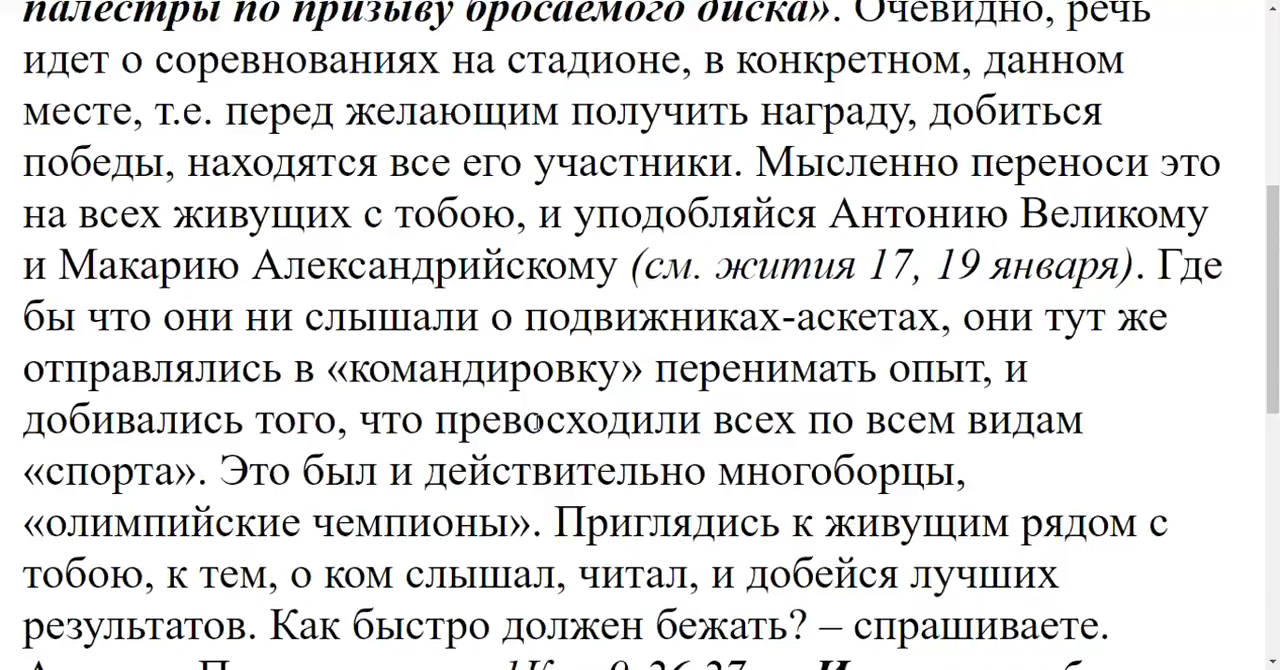 палестры по призыву бросаемого диска». Очевидно, речь
идет о соревнованиях на стадионе, в конкретном, данном
месте, т.е. перед желающим получить награду, добиться
победы, находятся все его участники. Мысленно переноси это
на всех живущих с тобою, и уподобляйся Антонию Великому
и Макарию Александрийскому (см. жития 17, 19 января). Где
бы что они ни слышали о подвижниках-аскетах, они тут же
отправлялись в «командировку» перенимать опыт, и
добивались того, что превосходили всех по всем видам
«спорта». Это был и действительно многоборцы,
«олимпийские чемпионы». Приглядись к живущим рядом с
тобою, к тем, о ком слышал, читал, и добейся лучших
результатов. Как быстро должен бежать? – спрашиваете.